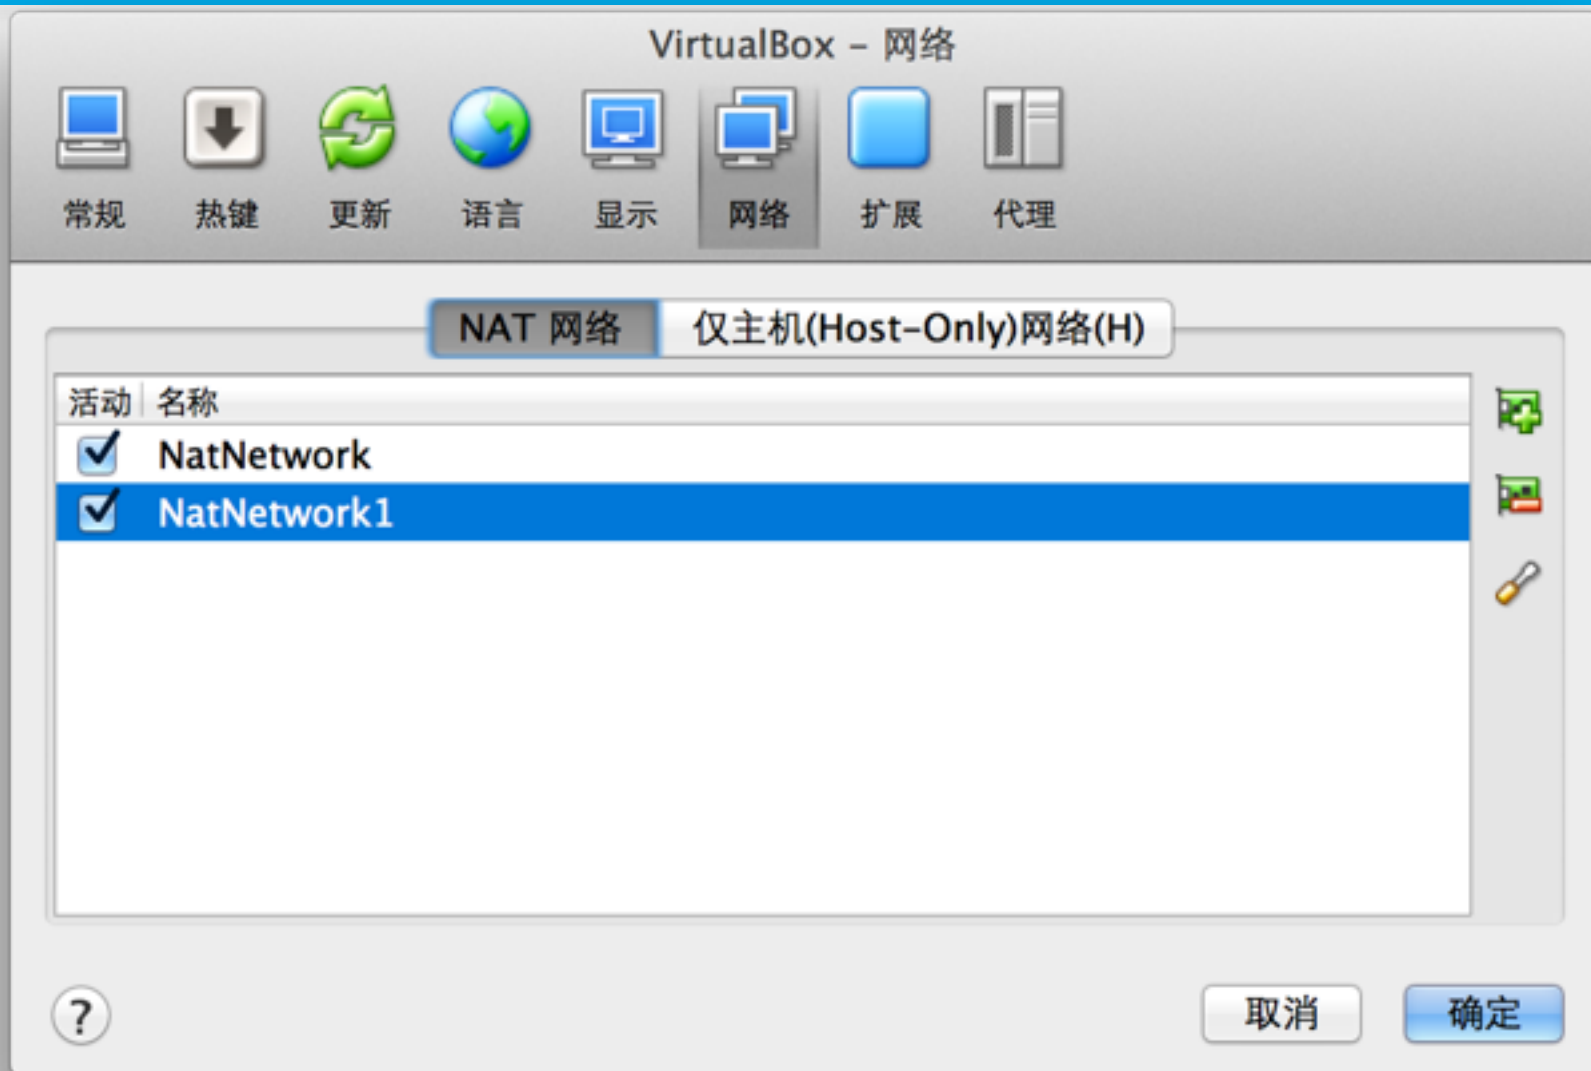 VirtualBox – 网络
常规 热键 更新 语言 显示 网络 扩展 代理
NAT 网络 仅主机(Host-Only)网络(H)
活动 名称
NatNetwork
NatNetwork1
? 取消 确定